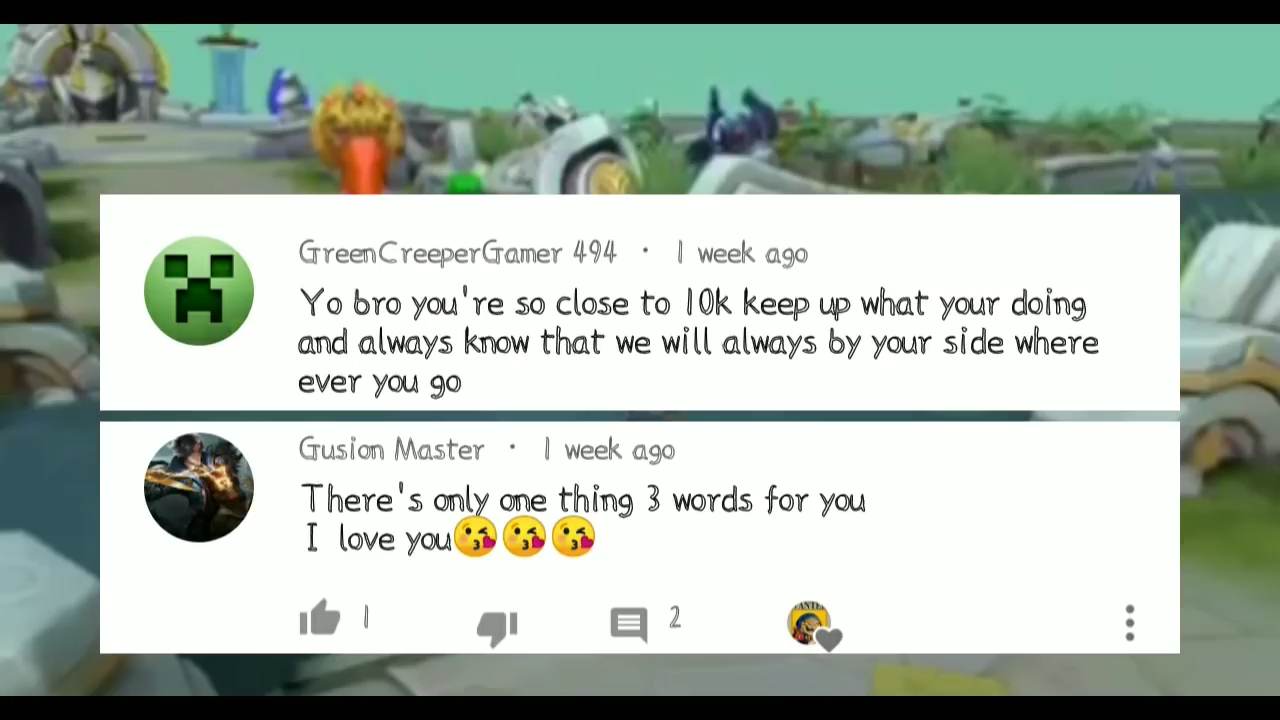 GreenCreeperGamer 494 · 1 week ago
Yo bro you're so close to 10k keep up what your doing
and always know that we will always by your side where
ever you go
Gusion Master · 1 week ago
There's only one thing 3 words for you
I love you😘😘😘
1 2